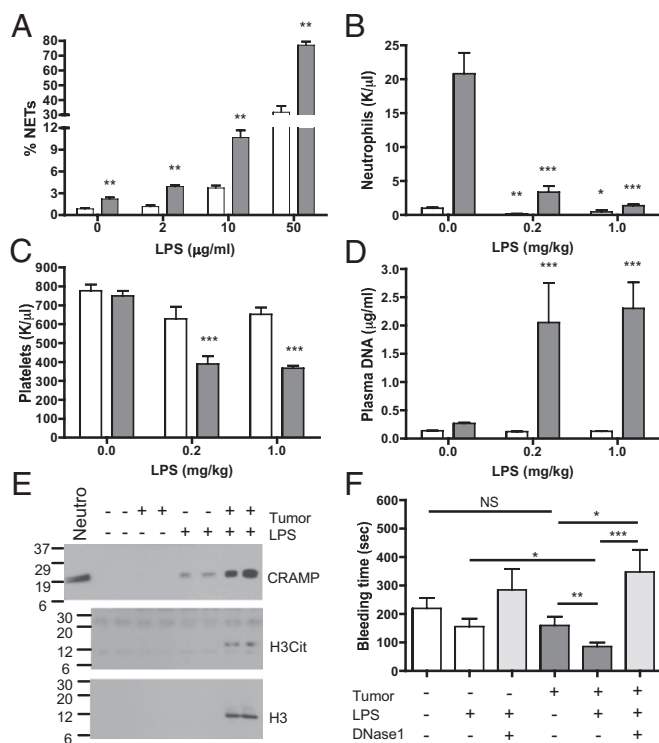 A
**
80
70
60
50
40
30
20
12
9
6
3
0
% NETs
**
**
**
0 2 10 50
LPS (μg/ml)
B
25
20
15
10
5
0
Neutrophils (K/μl)
** *** * ***
0.0 0.2 1.0
LPS (mg/kg)
C
900
800
700
600
500
400
300
200
100
0
Platelets (K/μl)
*** ***
0.0 0.2 1.0
LPS (mg/kg)
D
3.0
2.5
2.0
1.5
1.0
0.5
0.0
Plasma DNA (μg/ml)
*** ***
0.0 0.2 1.0
LPS (mg/kg)
E
Neutro
- - + + - - + + Tumor
- - - - + + + + LPS
37
29
19
6
CRAMP
30
20
12
6
H3Cit
30
20
12
6
H3
F
600
500
400
300
200
100
0
Bleeding time (sec)
NS
*
***
*
**
Tumor - - - + + +
LPS - + + - + +
DNase1 - - + - - +